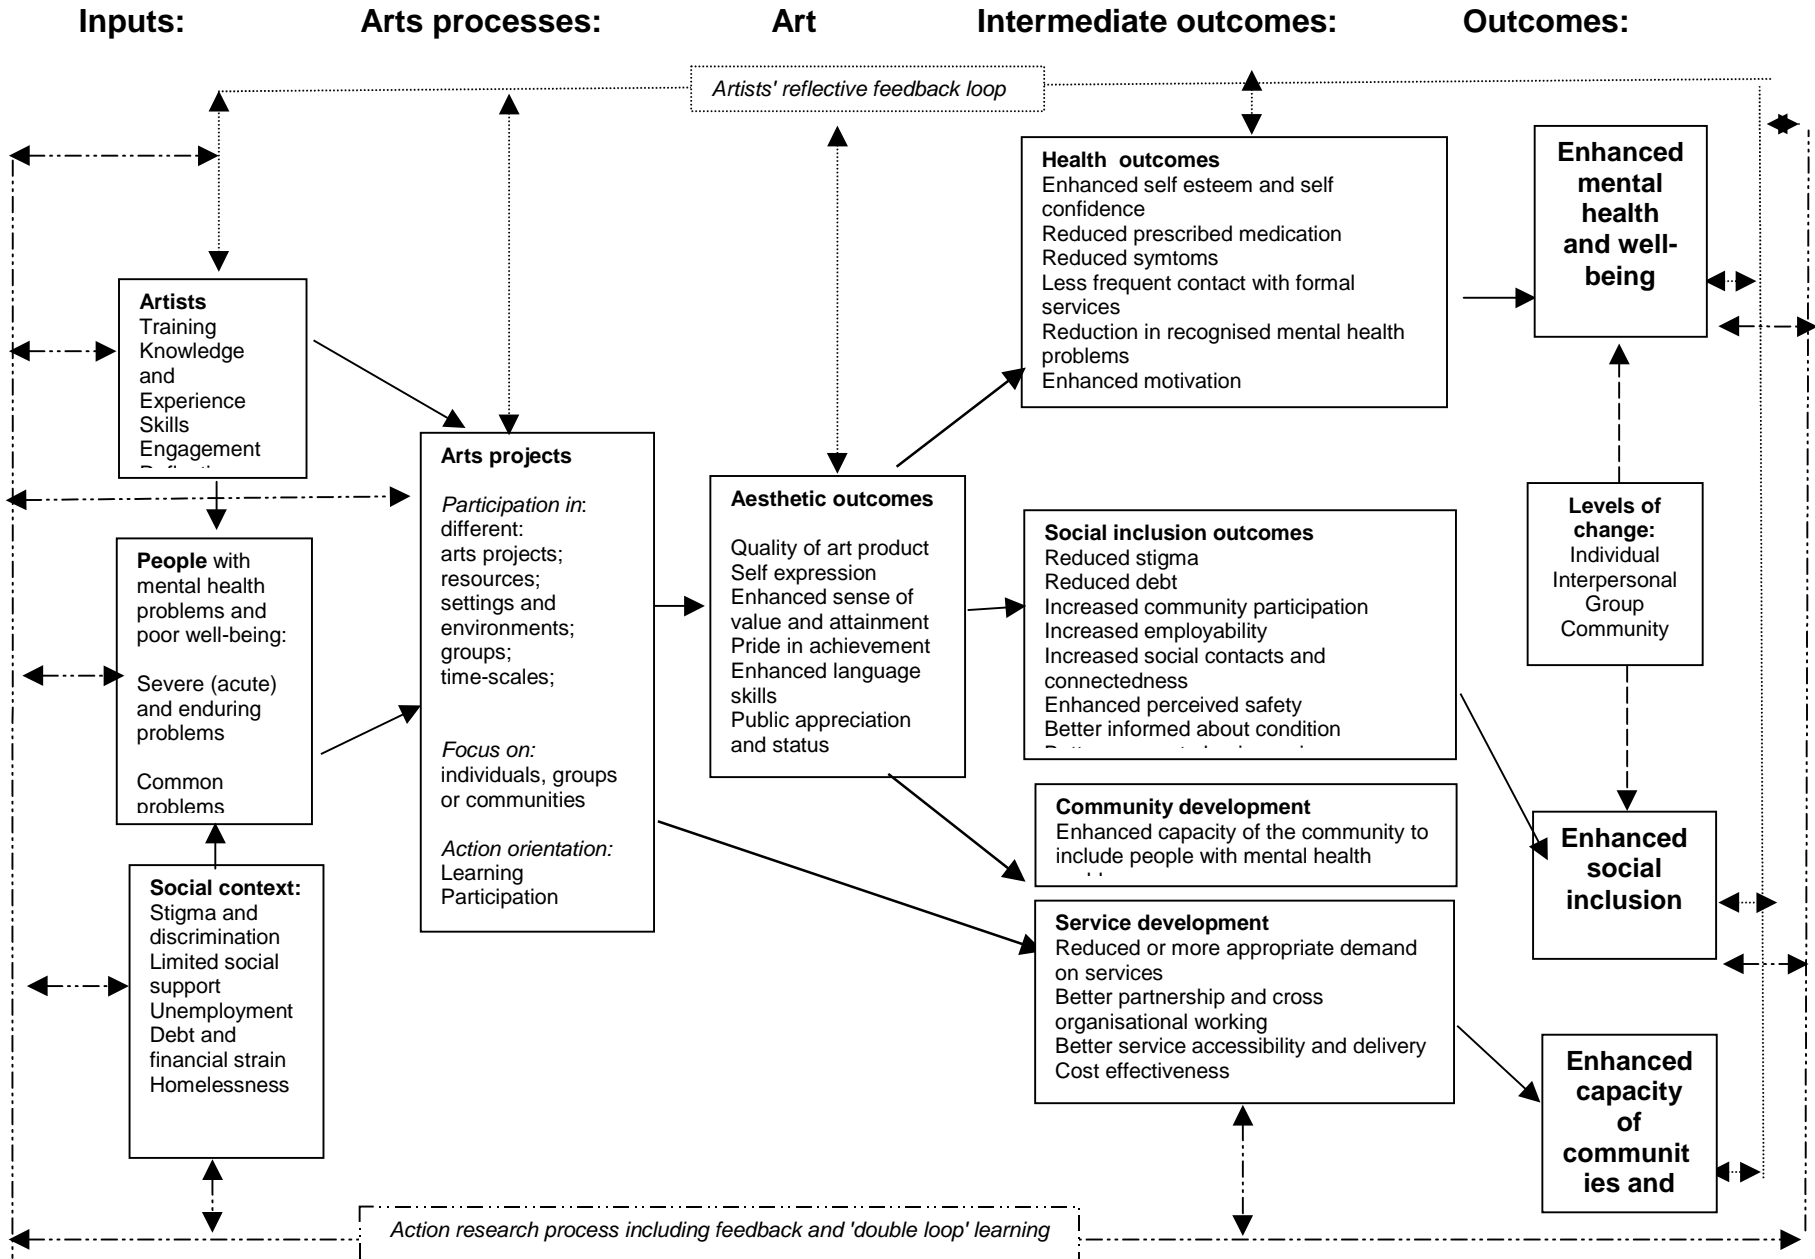 Inputs:
Arts processes:
Art
Intermediate outcomes:
Outcomes:
Artists' reflective feedback loop
Artists
Training
Knowledge
and
Experience
Skills
Engagement
People with
mental health
problems and
poor well-being:
Severe (acute)
and enduring
problems
Common
problems
Social context:
Stigma and
discrimination
Limited social
support
Unemployment
Debt and
financial strain
Homelessness
Arts projects
Participation in:
different:
arts projects;
resources;
settings and
environments;
groups;
time-scales;
Focus on:
individuals, groups
or communities
Action orientation:
Learning
Participation
Aesthetic outcomes
Quality of art product
Self expression
Enhanced sense of
value and attainment
Pride in achievement
Enhanced language
skills
Public appreciation
and status
Health outcomes
Enhanced self esteem and self
confidence
Reduced prescribed medication
Reduced symtoms
Less frequent contact with formal
services
Reduction in recognised mental health
problems
Enhanced motivation
Social inclusion outcomes
Reduced stigma
Reduced debt
Increased community participation
Increased employability
Increased social contacts and
connectedness
Enhanced perceived safety
Better informed about condition
Community development
Enhanced capacity of the community to
include people with mental health
Service development
Reduced or more appropriate demand
on services
Better partnership and cross
organisational working
Better service accessibility and delivery
Cost effectiveness
Enhanced
mental
health
and well-
being
Levels of
change:
Individual
Interpersonal
Group
Community
Enhanced
social
inclusion
Enhanced
capacity
of
communit
ies and
Action research process including feedback and 'double loop' learning